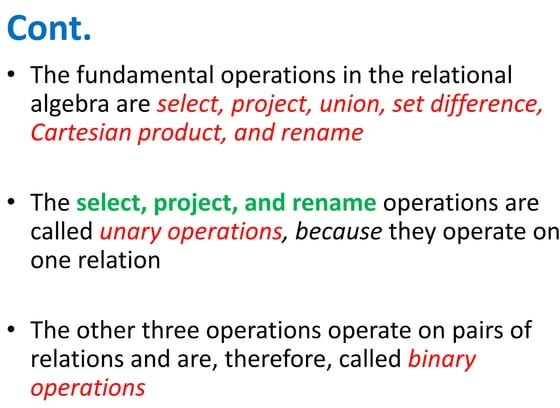 Cont.
• The fundamental operations in the relational
algebra are select, project, union, set difference,
Cartesian product, and rename
• The select, project, and rename operations are
called unary operations, because they operate on
one relation
• The other three operations operate on pairs of
relations and are, therefore, called binary
operations